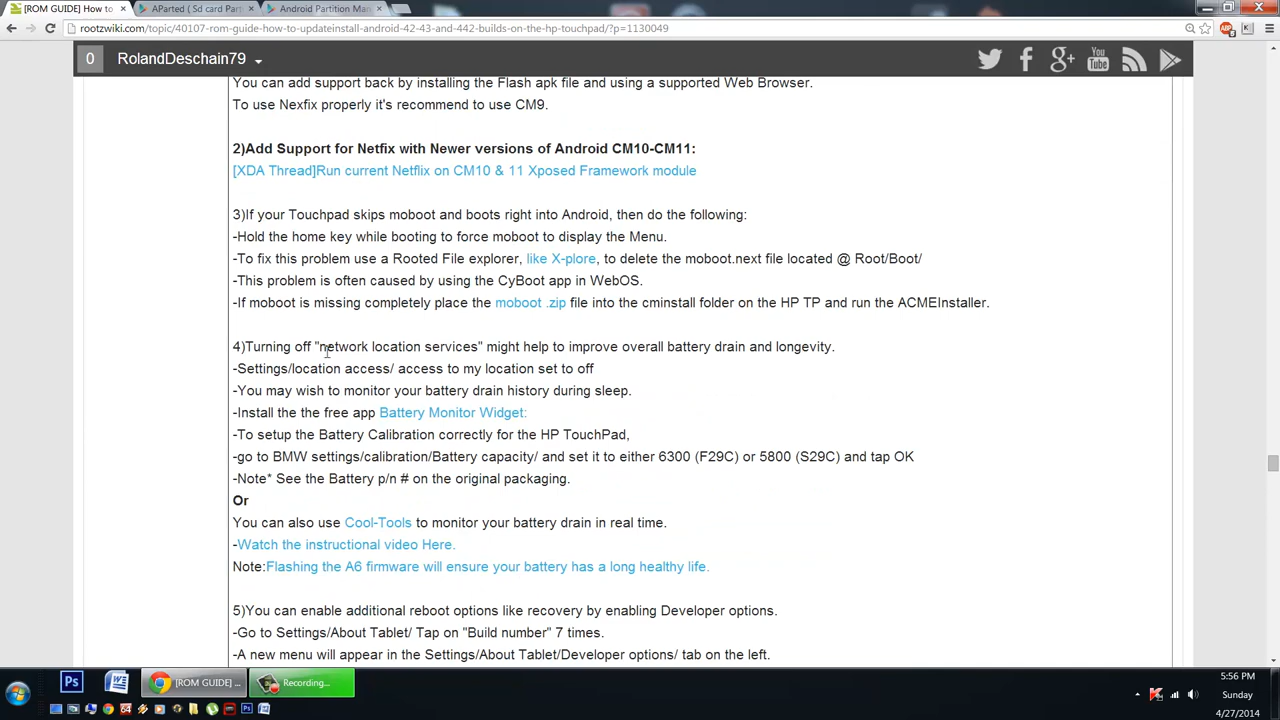 [ROM GUIDE] How to
AParted ( Sd card Par
Android Partition Man
rootzwiki.com/topic/40107-rom-guide-how-to-updateinstall-android-42-43-and-442-builds-on-the-hp-touchpad/?p=1130049
0 RolandDeschain79
You can add support back by installing the Flash apk file and using a supported Web Browser.
To use Nexfix properly it's recommend to use CM9.
2)Add Support for Netfix with Newer versions of Android CM10-CM11:
[XDA Thread]Run current Netflix on CM10 & 11 Xposed Framework module
3)If your Touchpad skips moboot and boots right into Android, then do the following:
-Hold the home key while booting to force moboot to display the Menu.
-To fix this problem use a Rooted File explorer, like X-plore, to delete the moboot.next file located @ Root/Boot/
-This problem is often caused by using the CyBoot app in WebOS.
-If moboot is missing completely place the moboot .zip file into the cminstall folder on the HP TP and run the ACMEInstaller.
4)Turning off "network location services" might help to improve overall battery drain and longevity.
-Settings/location access/ access to my location set to off
-You may wish to monitor your battery drain history during sleep.
-Install the the free app Battery Monitor Widget:
-To setup the Battery Calibration correctly for the HP TouchPad,
-go to BMW settings/calibration/Battery capacity/ and set it to either 6300 (F29C) or 5800 (S29C) and tap OK
-Note* See the Battery p/n # on the original packaging.
Or
You can also use Cool-Tools to monitor your battery drain in real time.
-Watch the instructional video Here.
Note:Flashing the A6 firmware will ensure your battery has a long healthy life.
5)You can enable additional reboot options like recovery by enabling Developer options.
-Go to Settings/About Tablet/ Tap on "Build number" 7 times.
-A new menu will appear in the Settings/About Tablet/Developer options/ tab on the left.
[ROM GUIDE] ...
Recording...
5:56 PM
Sunday
4/27/2014